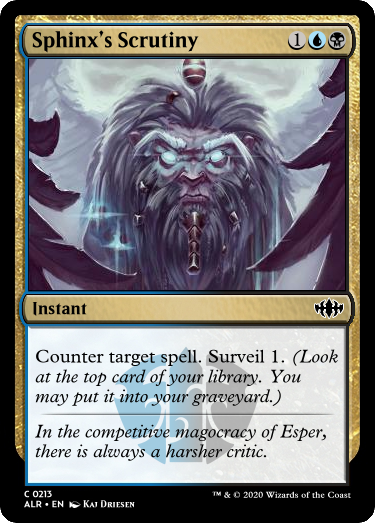 Sphinx's Scrutiny 1
Instant
Counter target spell. Surveil 1. (Look
at the top card of your library. You
may put it into your graveyard.)
In the competitive magocracy of Esper,
there is always a harsher critic.
C 0213
ALR • EN Kaj Driesen
™ & © 2020 Wizards of the Coast